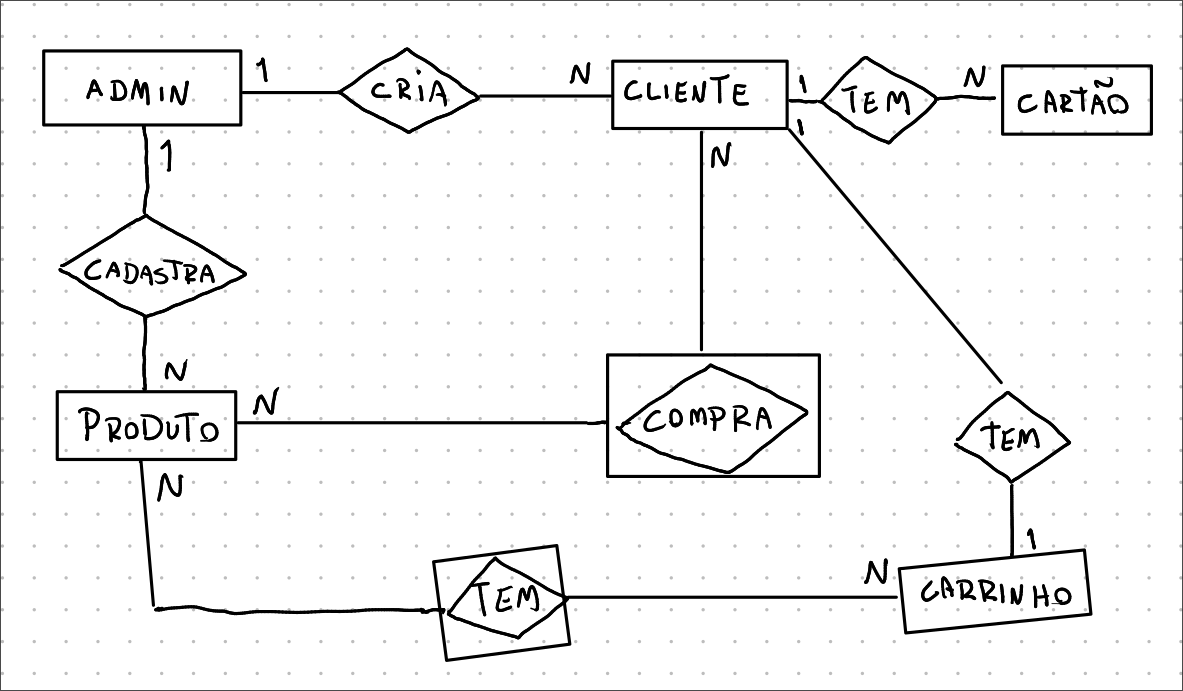 ADMIN
1
CRIA
N
CLIENTE
1
TEM
N
CARTÃO
1
1
N
CADASTRA
N
PRODUTO
N
COMPRA
TEM
N
1
TEM
N
CARRINHO